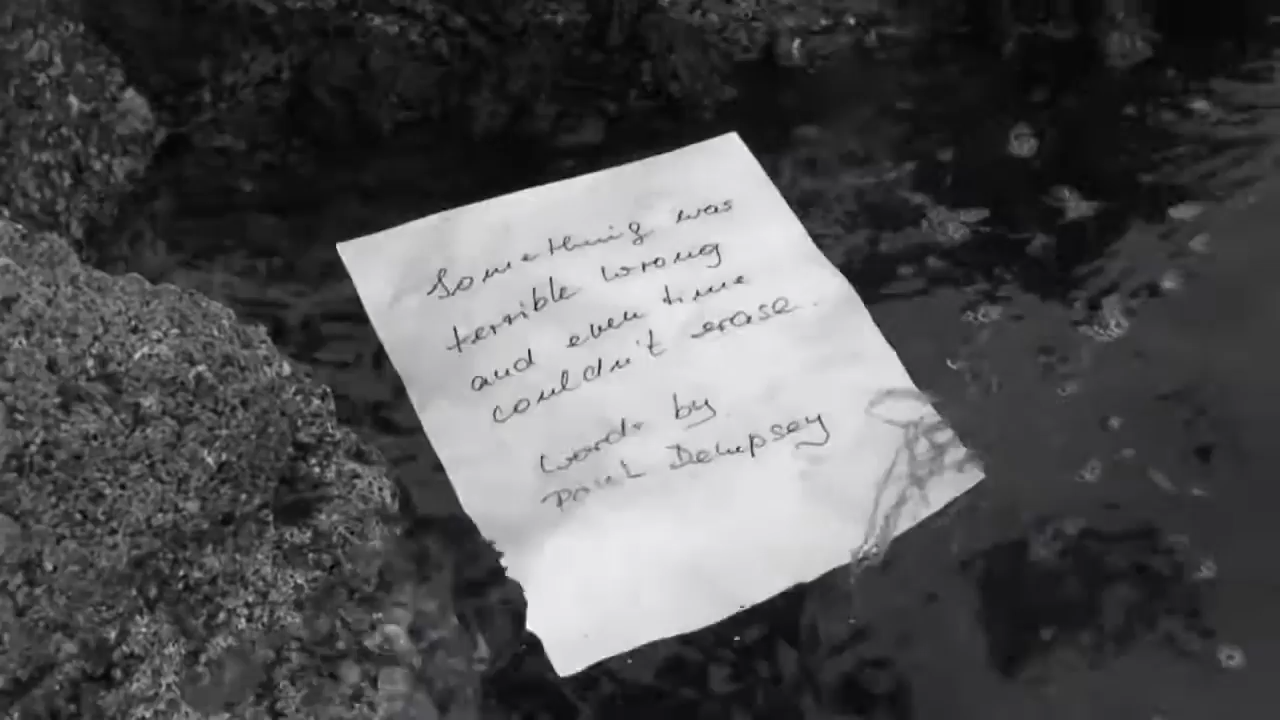 Something was
terrible wrong
and even time
couldn't erase.
words by
Paul Dempsey